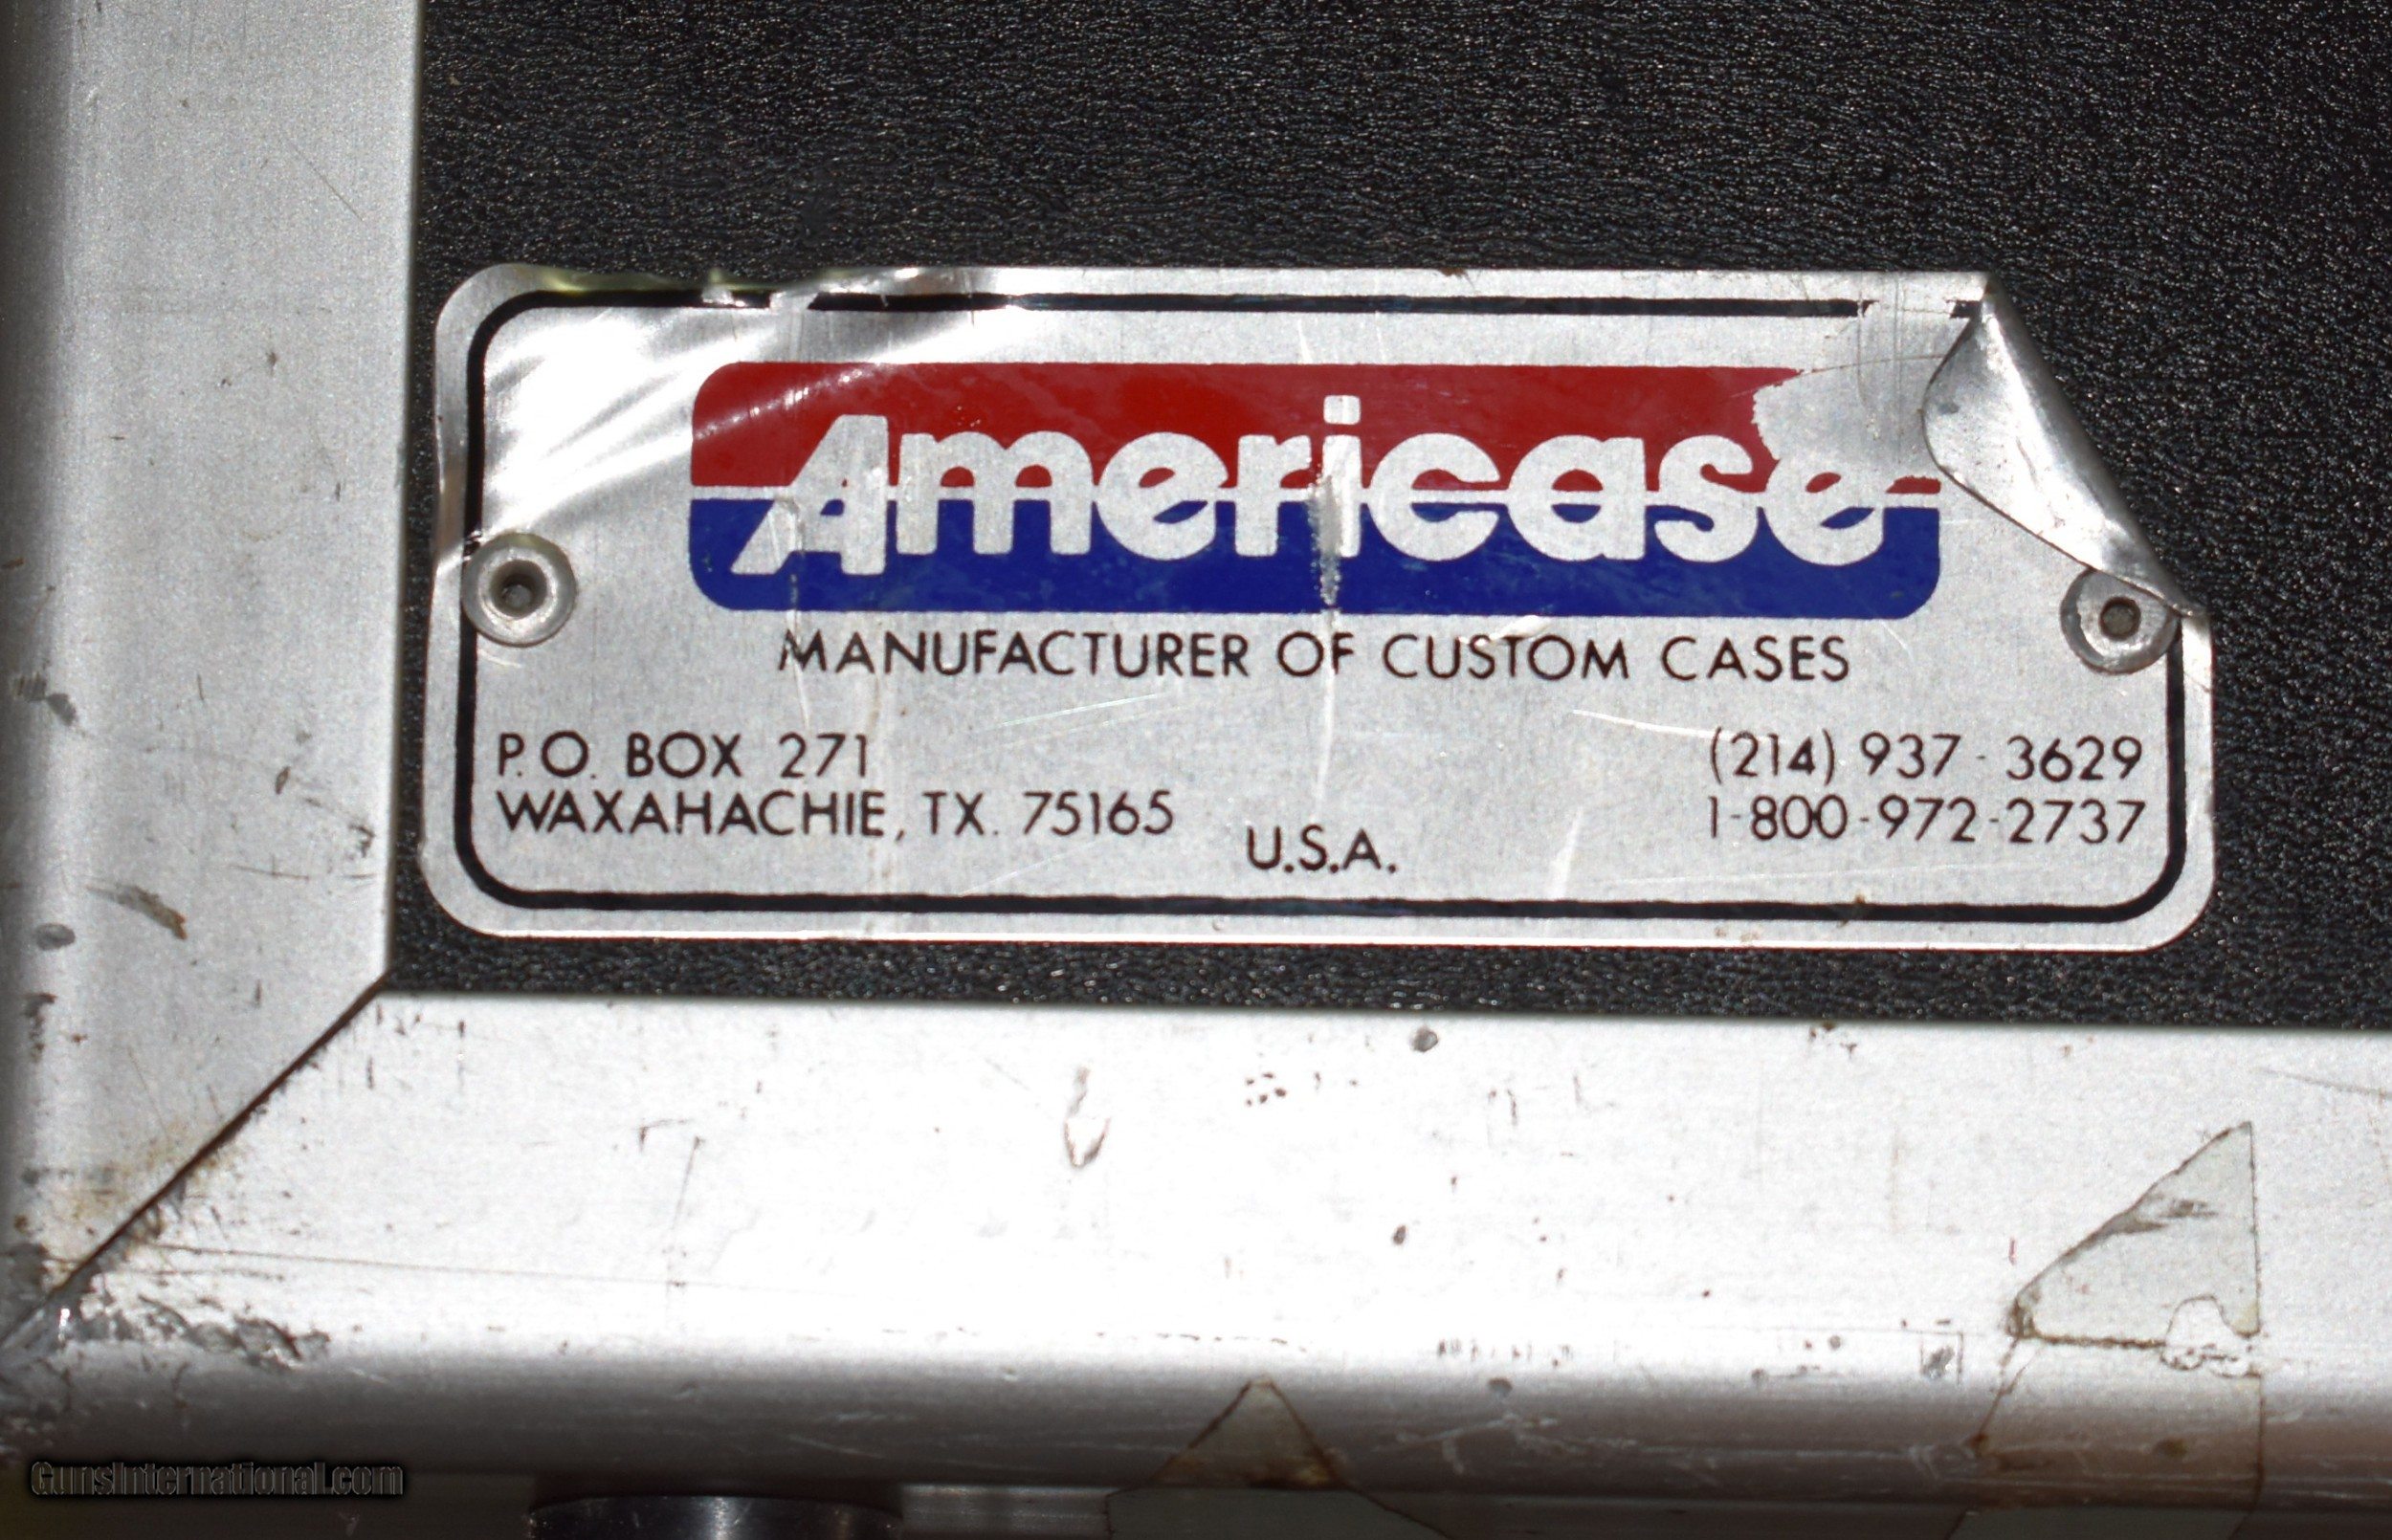 Americase
MANUFACTURER OF CUSTOM CASES
P.O. BOX 271
WAXAHACHIE, TX. 75165
U.S.A.
(214) 937-3629
1-800-972-2737
GunsInternational.com